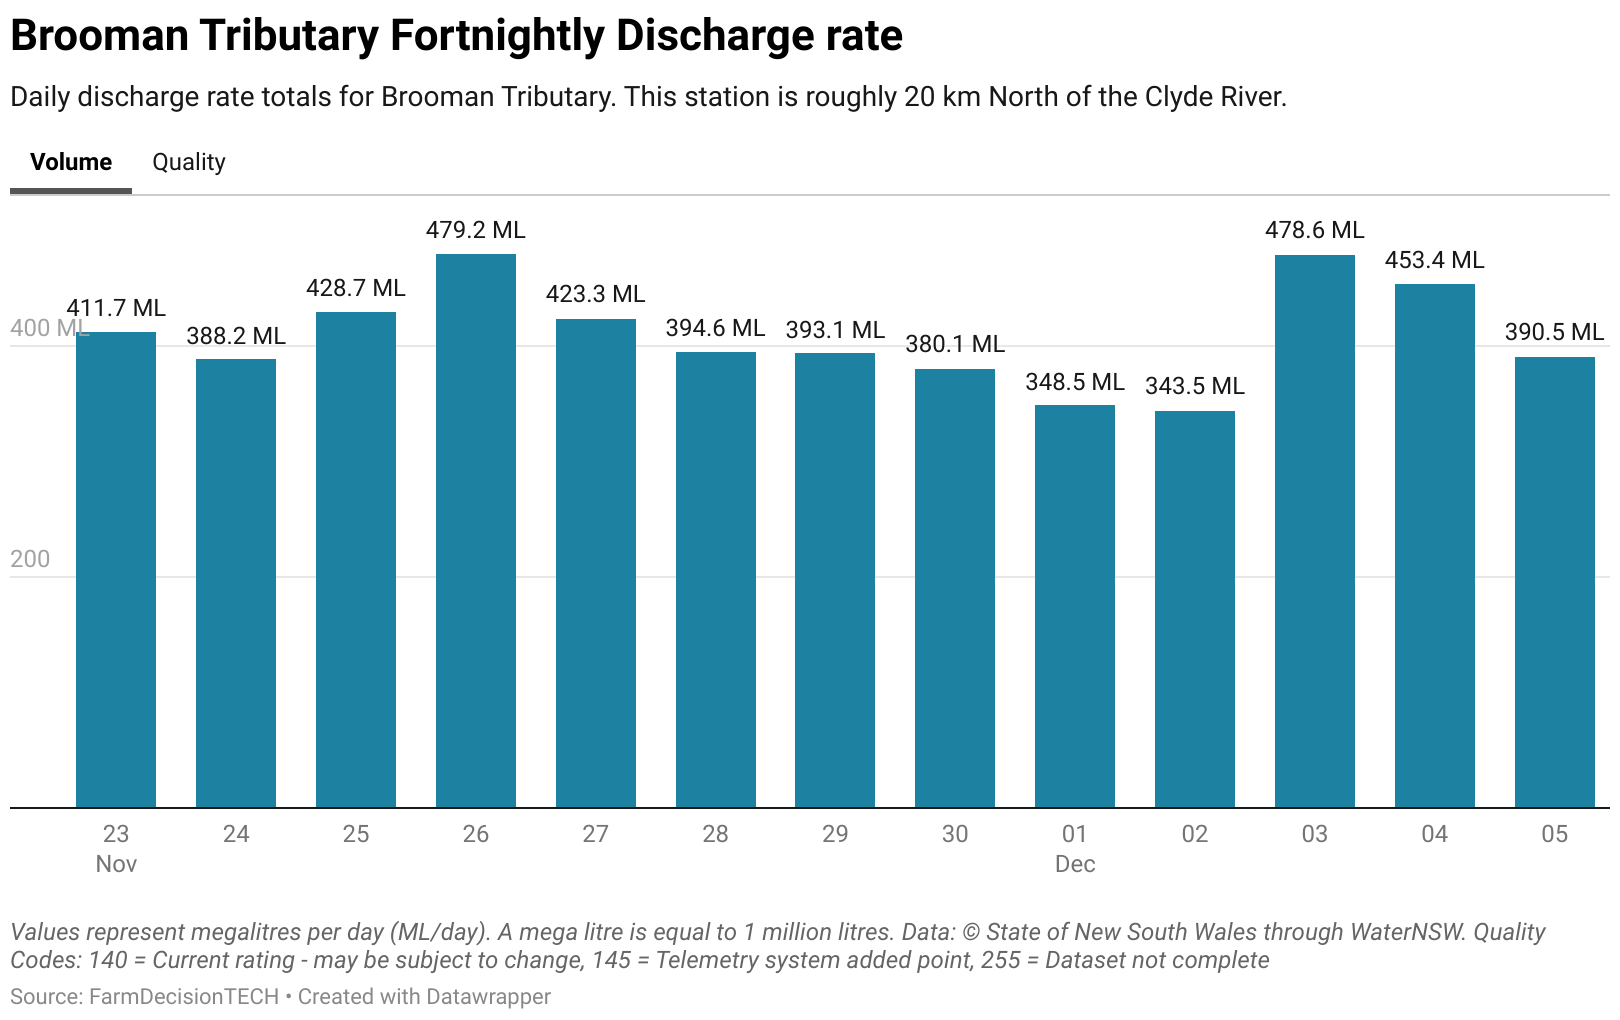 Brooman Tributary Fortnightly Discharge rate
Daily discharge rate totals for Brooman Tributary. This station is roughly 20 km North of the Clyde River.
Volume Quality
479.2 ML 478.6 ML
453.4 ML
428.7 ML 423.3 ML
411.7 ML
400 ML 388.2 ML 394.6 ML 393.1 ML 380.1 ML 390.5 ML
348.5 ML 343.5 ML
200
23 24 25 26 27 28 29 30 01 02 03 04 05
Nov Dec
Values represent megalitres per day (ML/day). A mega litre is equal to 1 million litres. Data: © State of New South Wales through WaterNSW. Quality
Codes: 140 = Current rating - may be subject to change, 145 = Telemetry system added point, 255 = Dataset not complete
Source: FarmDecisionTECH • Created with Datawrapper